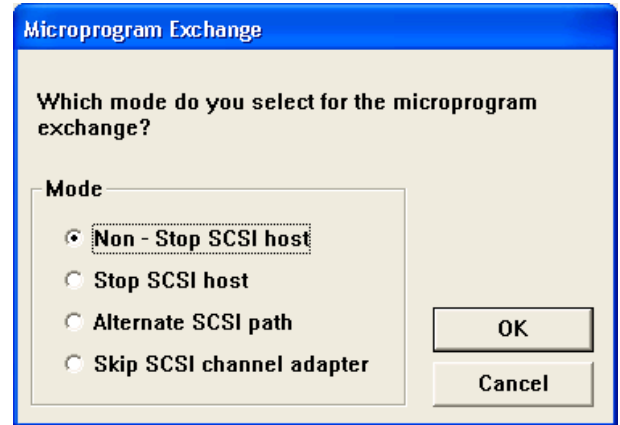 Microprogram Exchange
Which mode do you select for the microprogram
exchange?
Mode
Non - Stop SCSI host
Stop SCSI host
Alternate SCSI path
Skip SCSI channel adapter
OK
Cancel